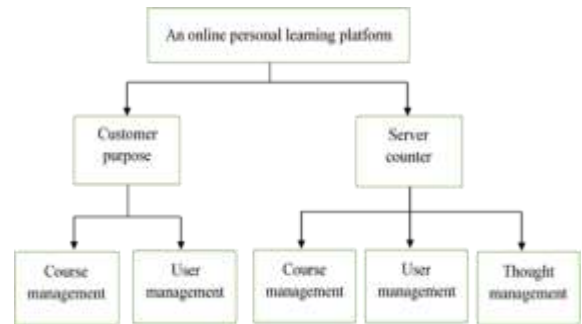 An online personal learning platform
Customer
purpose
Server
counter
Course
management
User
management
Course
management
User
management
Thought
management